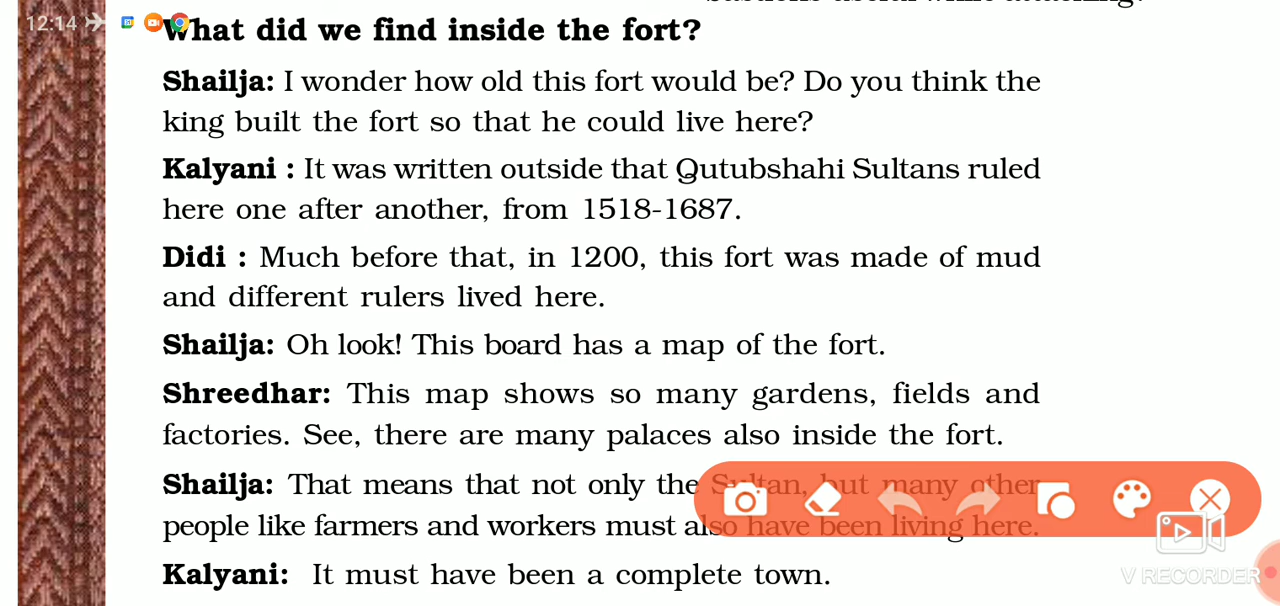 12:14
What did we find inside the fort?
Shailja: I wonder how old this fort would be? Do you think the
king built the fort so that he could live here?
Kalyani : It was written outside that Qutubshahi Sultans ruled
here one after another, from 1518-1687.
Didi : Much before that, in 1200, this fort was made of mud
and different rulers lived here.
Shailja: Oh look! This board has a map of the fort.
Shreedhar: This map shows so many gardens, fields and
factories. See, there are many palaces also inside the fort.
Shailja: That means that not only the Sultan, but many other
people like farmers and workers must also have been living here.
Kalyani: It must have been a complete town.
V RECORDER